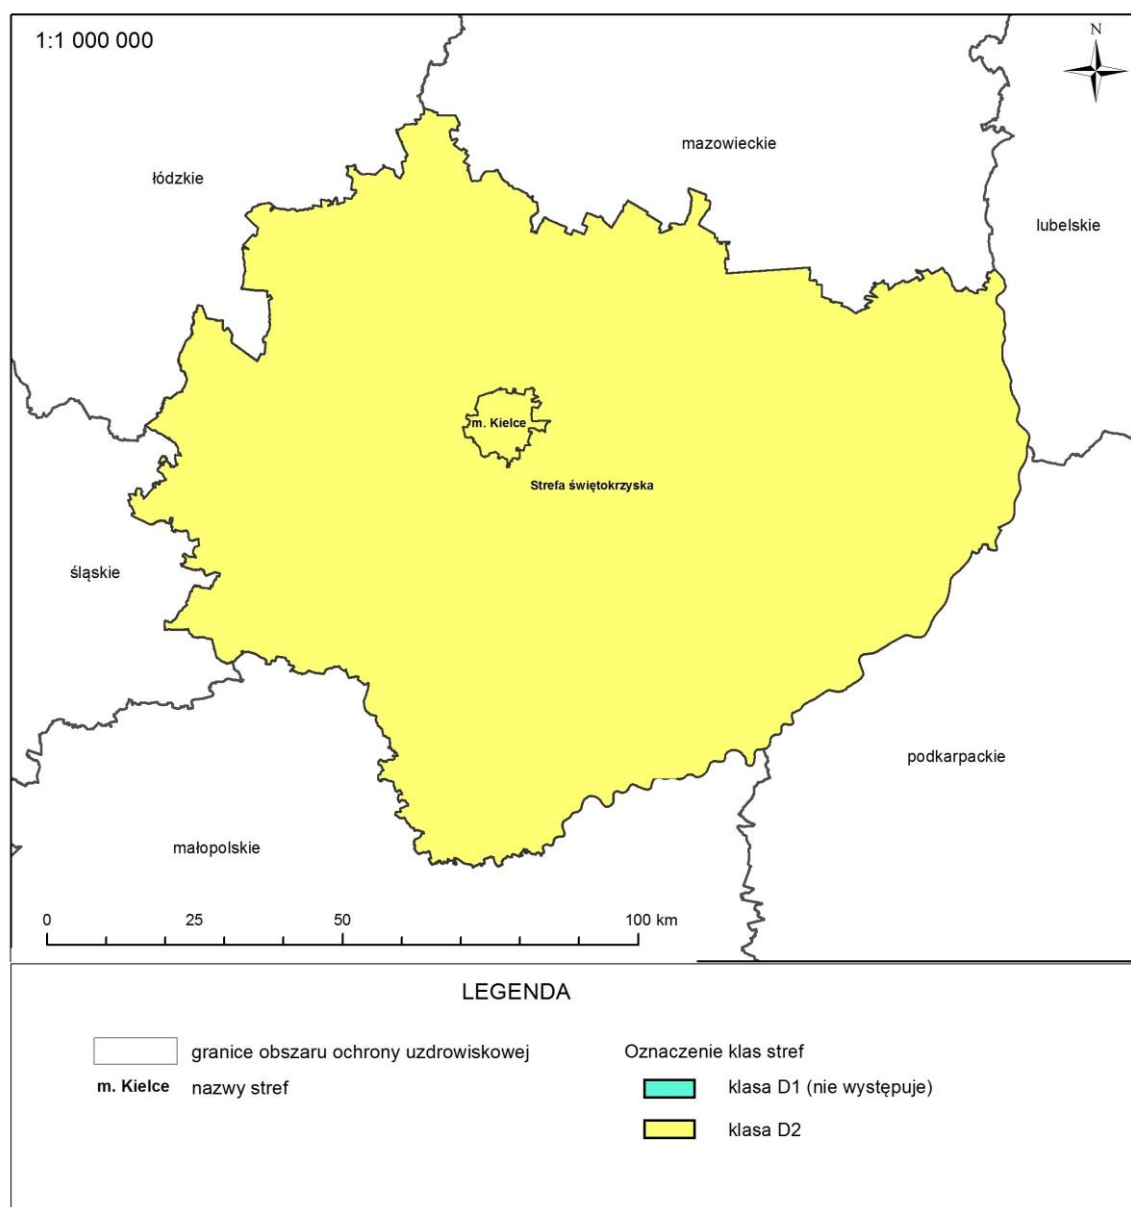 1:1 000 000
N
mazowieckie
łódzkie
lubelskie
m. Kielce
Strefa świętokrzyska
śląskie
podkarpackie
małopolskie
0 25 50 100 km
LEGENDA
granice obszaru ochrony uzdrowiskowej
m. Kielce nazwy stref
Oznaczenie klas stref
klasa D1 (nie występuje)
klasa D2